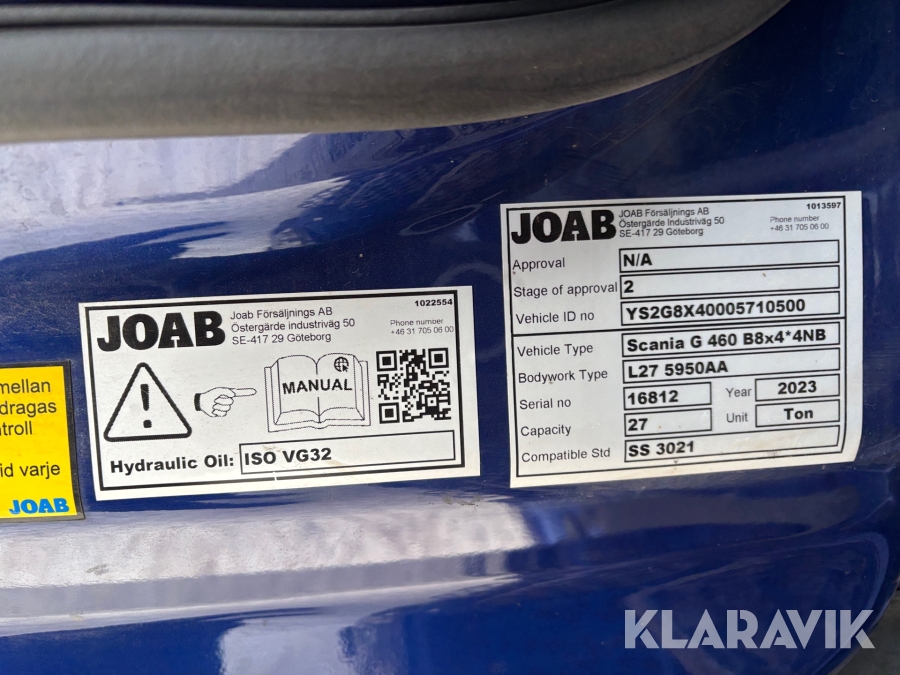 mellan
dragas
ntroll
id varje
JOAB
JOAB
Joab Försäljnings AB
Östergärde industriväg 50
SE-417 29 Göteborg
1022554
Phone number
+46 31 705 06 00
MANUAL
Hydraulic Oil: ISO VG32
JOAB
JOAB Försäljnings AB
Östergärde Industriväg 50
SE-417 29 Göteborg
1013597
Phone number
+46 31 705 06 00
Approval N/A
Stage of approval 2
Vehicle ID no YS2G8X40005710500
Vehicle Type Scania G 460 B8x4*4NB
Bodywork Type L27 5950AA
Serial no 16812 Year 2023
Capacity 27 Unit Ton
Compatible Std SS 3021
KLARAVIK